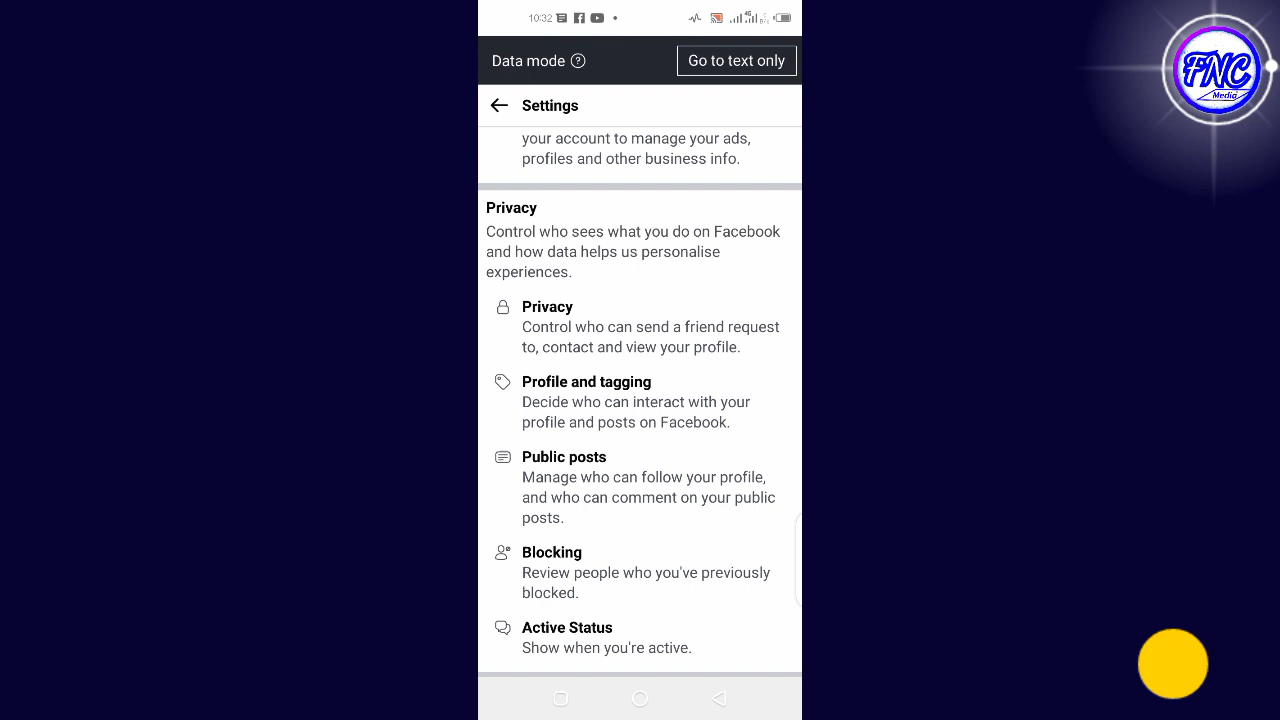 10:32
4G
Data mode
Go to text only
Settings
your account to manage your ads,
profiles and other business info.
Privacy
Control who sees what you do on Facebook
and how data helps us personalise
experiences.
Privacy
Control who can send a friend request
to, contact and view your profile.
Profile and tagging
Decide who can interact with your
profile and posts on Facebook.
Public posts
Manage who can follow your profile,
and who can comment on your public
posts.
Blocking
Review people who you've previously
blocked.
Active Status
Show when you're active.
FNC
Media